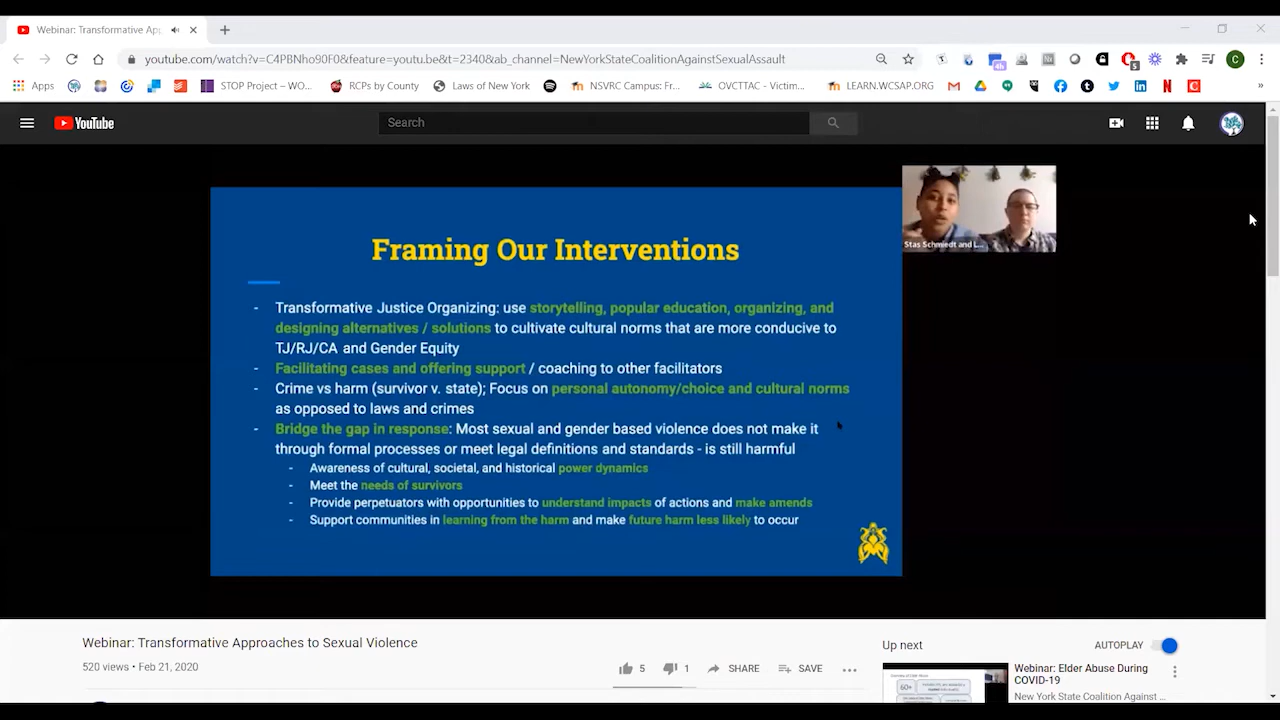 Webinar: Transformative Ap
youtube.com/watch?v=C4PBNlho90F0&feature=youtube&t=2340&ab_channel=NewYorkStateCoalitionAgainstSexualAssault
Apps
STOP Project – WO...
RCPs by County
Laws of New York
NSVRC Campus: Fr...
OVCTTAC - Victim...
LEARN.WCSAP.ORG
»
YouTube
Search
Framing Our Interventions
- Transformative Justice Organizing: use storytelling, popular education, organizing, and
designing alternatives / solutions to cultivate cultural norms that are more conducive to
TJ/RJ/CA and Gender Equity
- Facilitating cases and offering support / coaching to other facilitators
- Crime vs harm (survivor v. state); Focus on personal autonomy/choice and cultural norms
as opposed to laws and crimes
- Bridge the gap in response: Most sexual and gender based violence does not make it
through formal processes or meet legal definitions and standards - is still harmful
- Awareness of cultural, societal, and historical power dynamics
- Meet the needs of survivors
- Provide perpetuators with opportunities to understand impacts of actions and make amends
- Support communities in learning from the harm and make future harm less likely to occur
Stas Schmiedt and L...
Webinar: Transformative Approaches to Sexual Violence
520 views • Feb 21, 2020
5
1
SHARE
SAVE
Up next
AUTOPLAY
60+
Webinar: Elder Abuse During
COVID-19
New York State Coalition Against ...